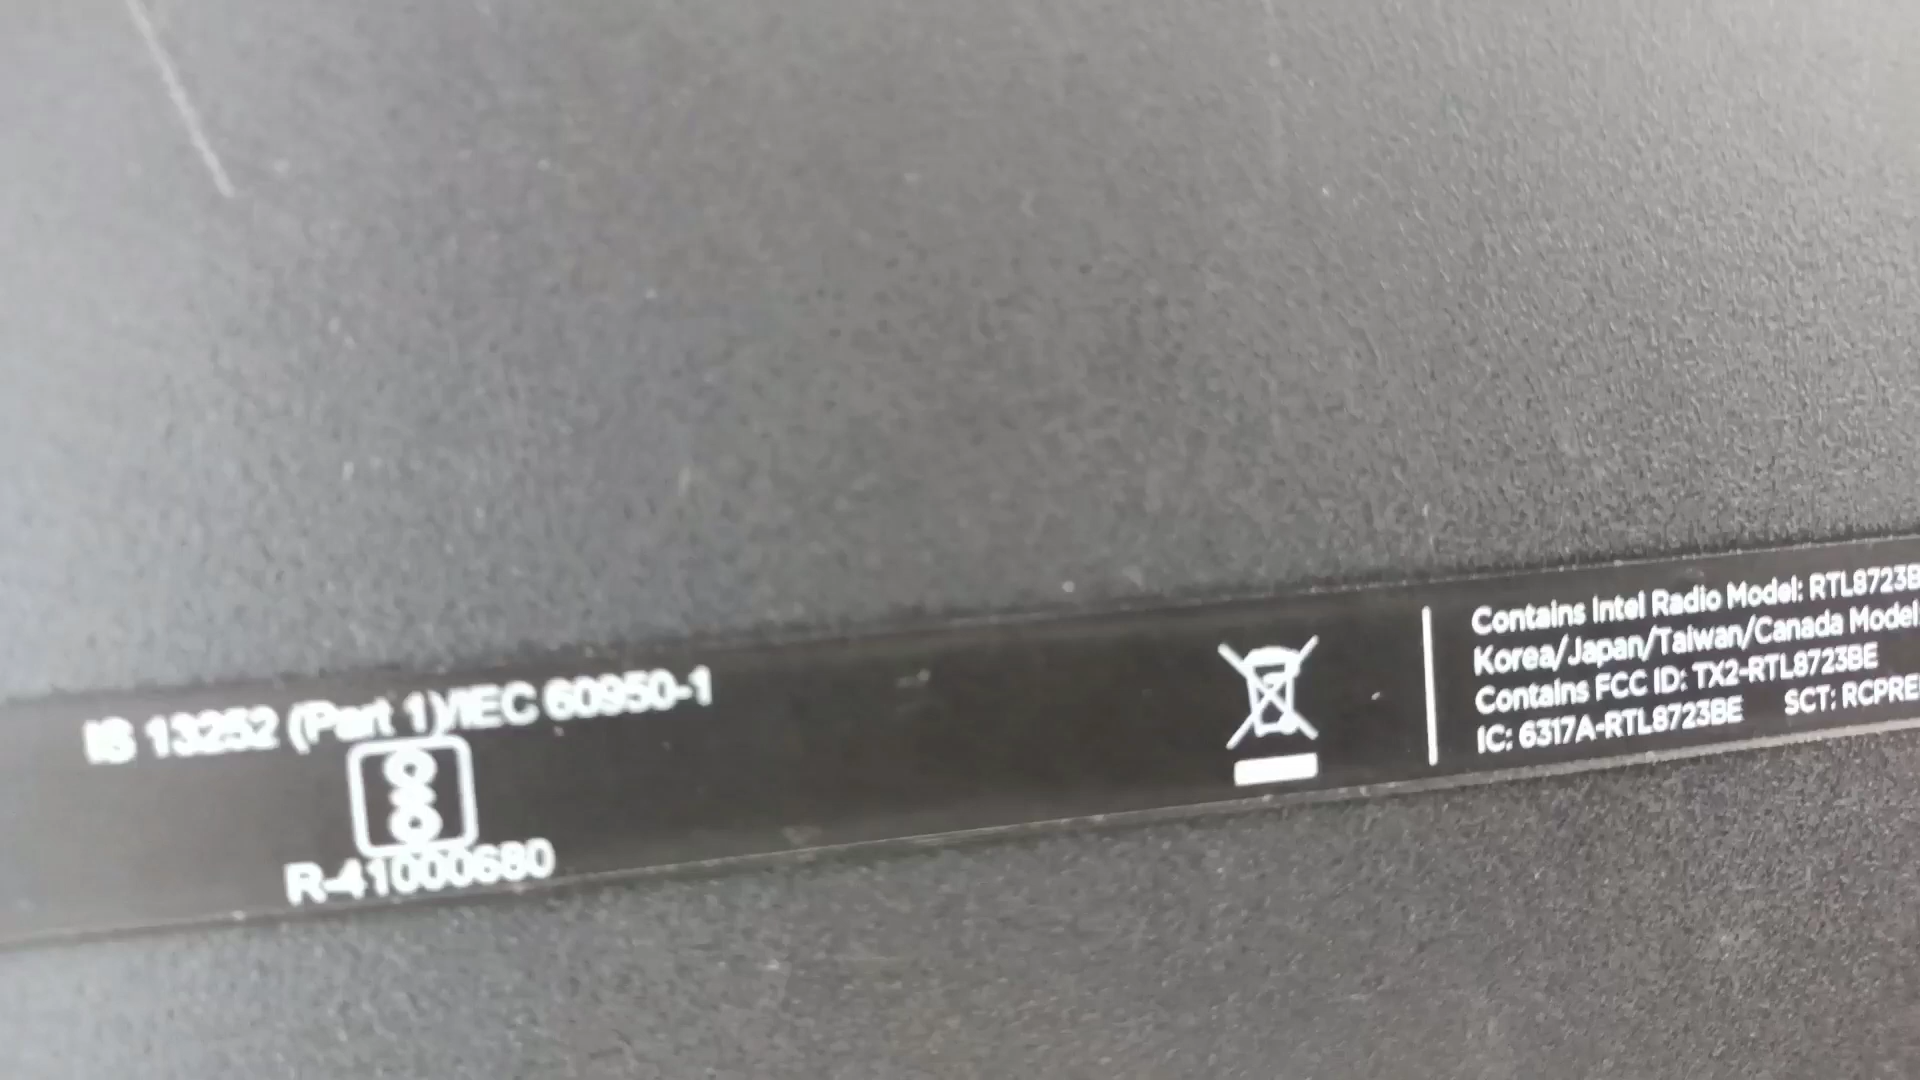 IS 13252 (Part 1)/IEC 60950-1
R-41000680
Contains Intel Radio Model: RTL8723B
Korea/Japan/Taiwan/Canada Model
Contains FCC ID: TX2-RTL8723BE
IC: 6317A-RTL8723BE SCT: RCPRE